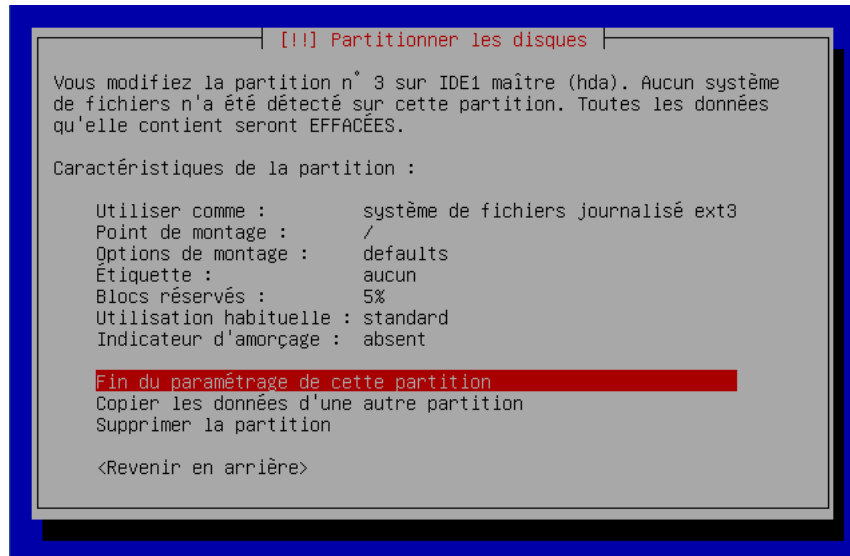 [!!] Partitionner les disques
Vous modifiez la partition n° 3 sur IDE1 maître (hda). Aucun système
de fichiers n'a été détecté sur cette partition. Toutes les données
qu'elle contient seront EFFACÉES.
Caractéristiques de la partition :
Utiliser comme : système de fichiers journalisé ext3
Point de montage : /
Options de montage : defaults
Étiquette : aucun
Blocs réservés : 5%
Utilisation habituelle : standard
Indicateur d'amorçage : absent
Fin du paramétrage de cette partition
Copier les données d'une autre partition
Supprimer la partition
<Revenir en arrière>